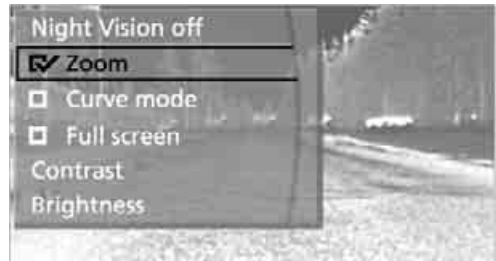 Night Vision off
Zoom
Curve mode
Full screen
Contrast
Brightness